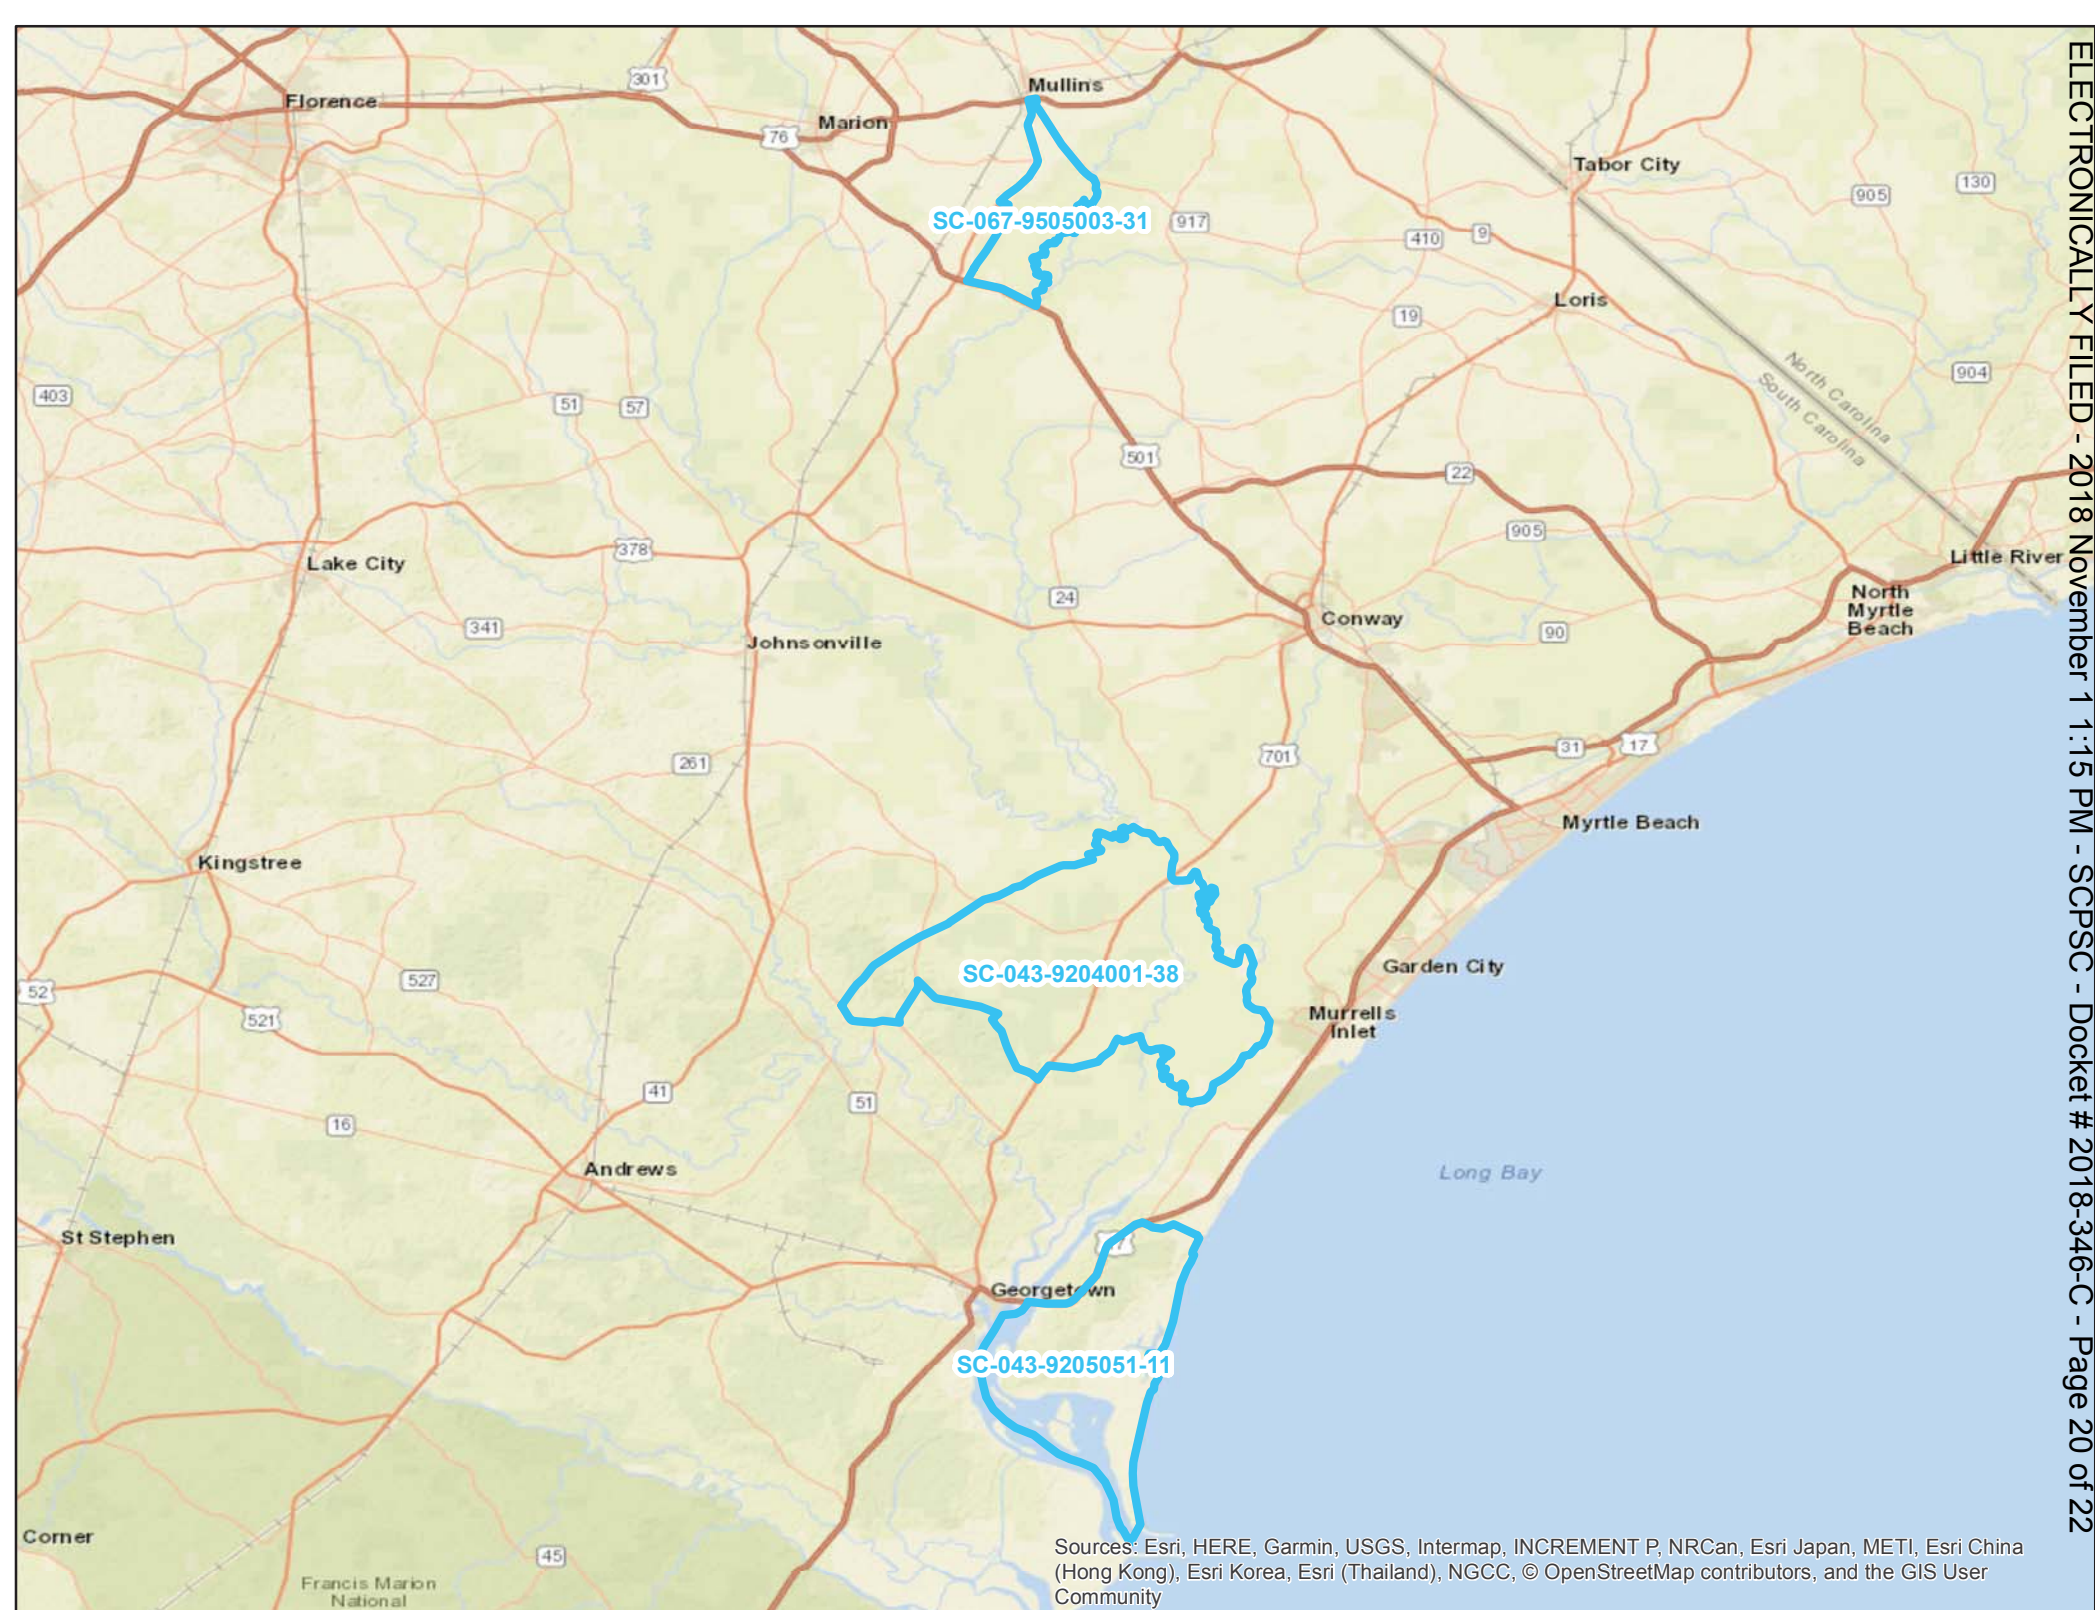 301
Mullins
Florence
Marion
76
Tabor City
130
905
SC-067-9505003-31
917
410
9
Loris
19
North Carolina
South Carolina
904
403
51
57
501
22
905
378
Lake City
Little River
24
North
Myrtle
Beach
Conway
341
90
Johnsonville
31
17
701
261
Myrtle Beach
Kingstree
Garden City
SC-043-9204001-38
527
52
521
Murrells
Inlet
41
51
16
Andrews
Long Bay
St Stephen
Georgetown
SC-043-9205051-11
Corner
45
Francis Marion
National
Sources: Esri, HERE, Garmin, USGS, Intermap, INCREMENT P, NRCan, Esri Japan, METI, Esri China
(Hong Kong), Esri Korea, Esri (Thailand), NGCC, © OpenStreetMap contributors, and the GIS User
Community
ELECTRONICALLY FILED - 2018 November 1 1:15 PM - SCPSC - Docket # 2018-346-C - Page 20 of 22